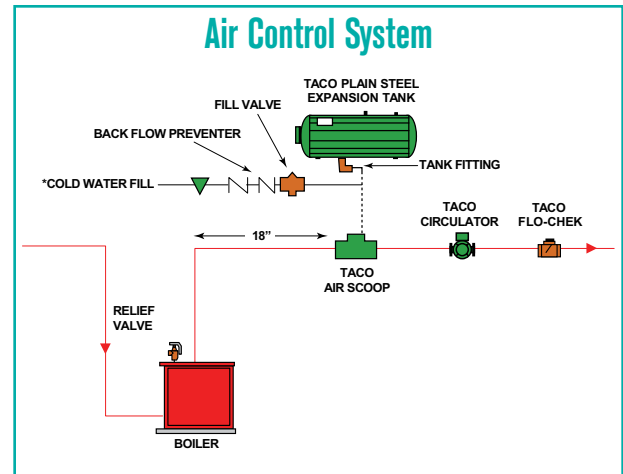 Air Control System
TACO PLAIN STEEL
EXPANSION TANK
FILL VALVE
BACK FLOW PREVENTER
TANK FITTING
*COLD WATER FILL
TACO
CIRCULATOR
TACO
FLO-CHEK
18”
TACO
AIR SCOOP
RELIEF
VALVE
BOILER